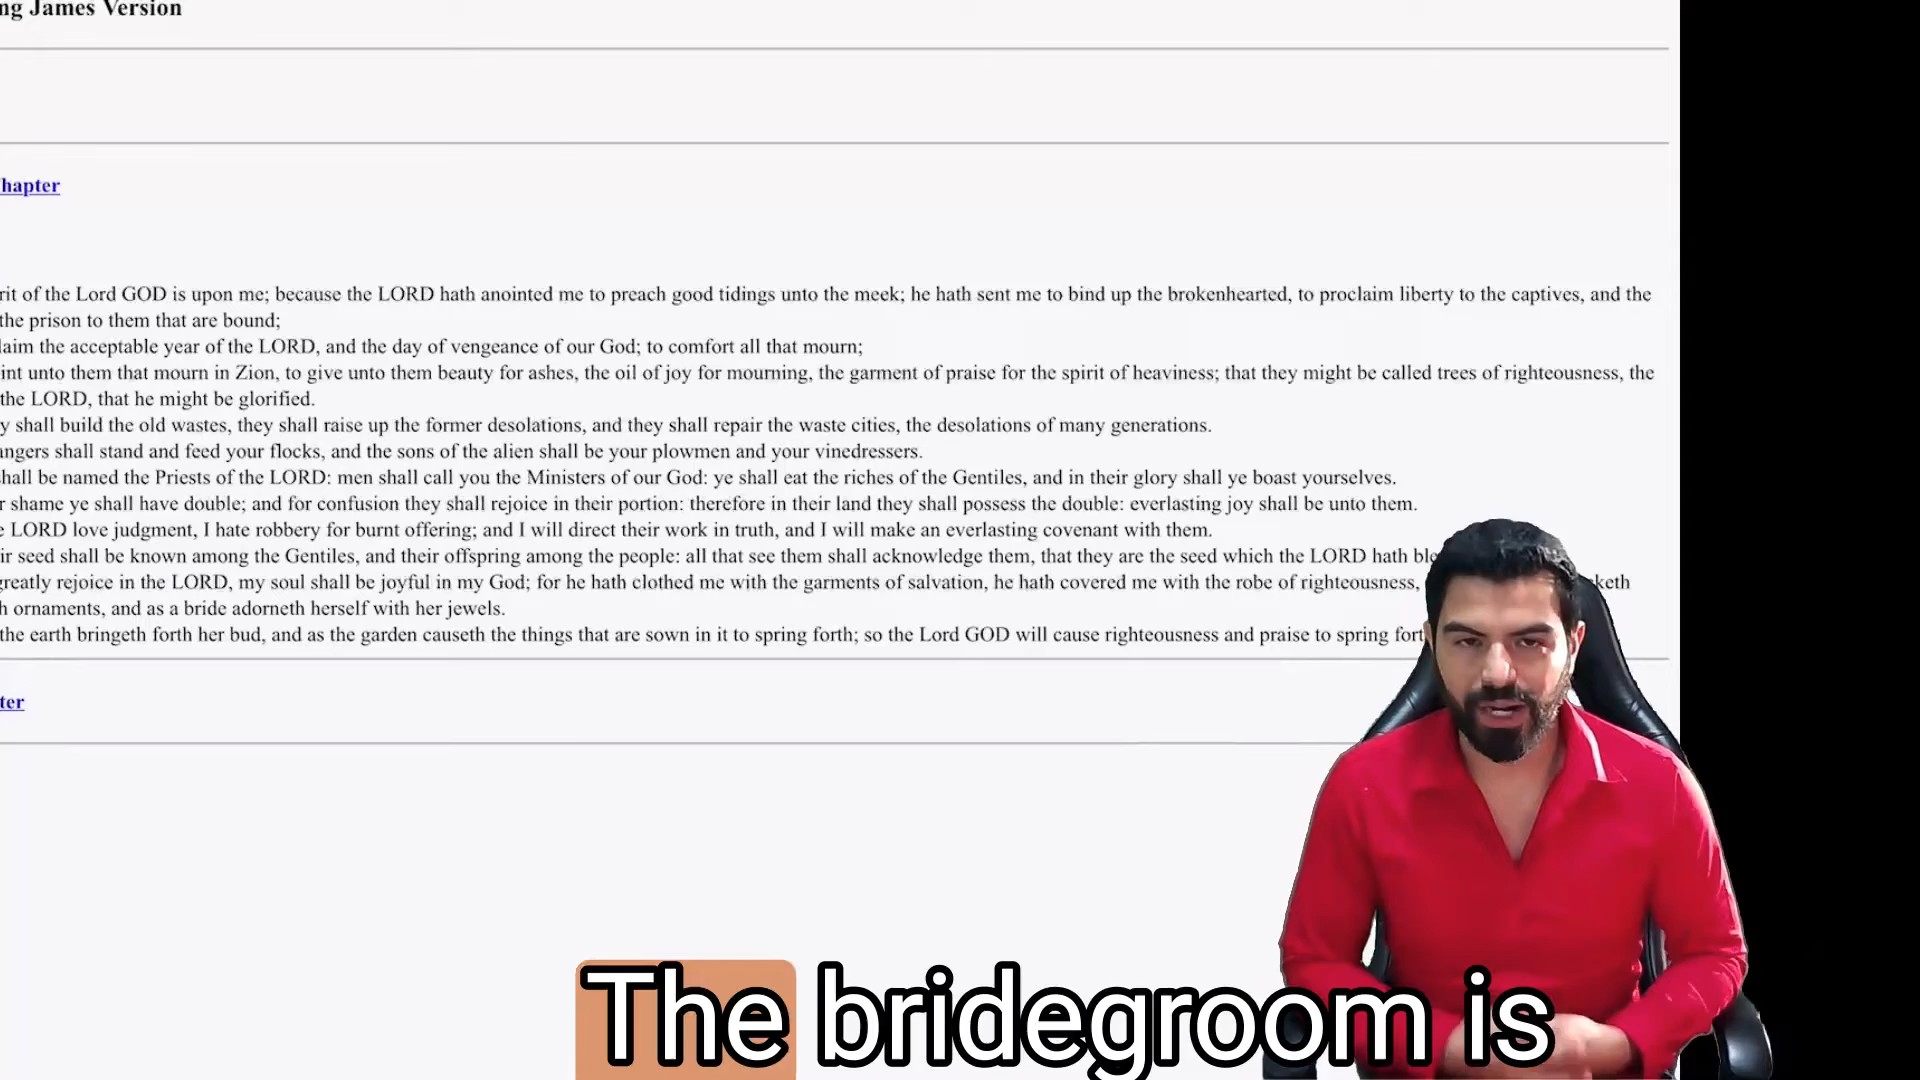 ng James Version
hapter
rit of the Lord GOD is upon me; because the LORD hath anointed me to preach good tidings unto the meek; he hath sent me to bind up the brokenhearted, to proclaim liberty to the captives, and the
the prison to them that are bound;
laim the acceptable year of the LORD, and the day of vengeance of our God; to comfort all that mourn;
int unto them that mourn in Zion, to give unto them beauty for ashes, the oil of joy for mourning, the garment of praise for the spirit of heaviness; that they might be called trees of righteousness, the
the LORD, that he might be glorified.
y shall build the old wastes, they shall raise up the former desolations, and they shall repair the waste cities, the desolations of many generations.
angers shall stand and feed your flocks, and the sons of the alien shall be your plowmen and your vinedressers.
hall be named the Priests of the LORD: men shall call you the Ministers of our God: ye shall eat the riches of the Gentiles, and in their glory shall ye boast yourselves.
r shame ye shall have double; and for confusion they shall rejoice in their portion: therefore in their land they shall possess the double: everlasting joy shall be unto them.
e LORD love judgment, I hate robbery for burnt offering; and I will direct their work in truth, and I will make an everlasting covenant with them.
ir seed shall be known among the Gentiles, and their offspring among the people: all that see them shall acknowledge them, that they are the seed which the LORD hath ble
greatly rejoice in the LORD, my soul shall be joyful in my God; for he hath clothed me with the garments of salvation, he hath covered me with the robe of righteousness, keth
h ornaments, and as a bride adorneth herself with her jewels.
the earth bringeth forth her bud, and as the garden causeth the things that are sown in it to spring forth; so the Lord GOD will cause righteousness and praise to spring fort
ter
The bridegroom is